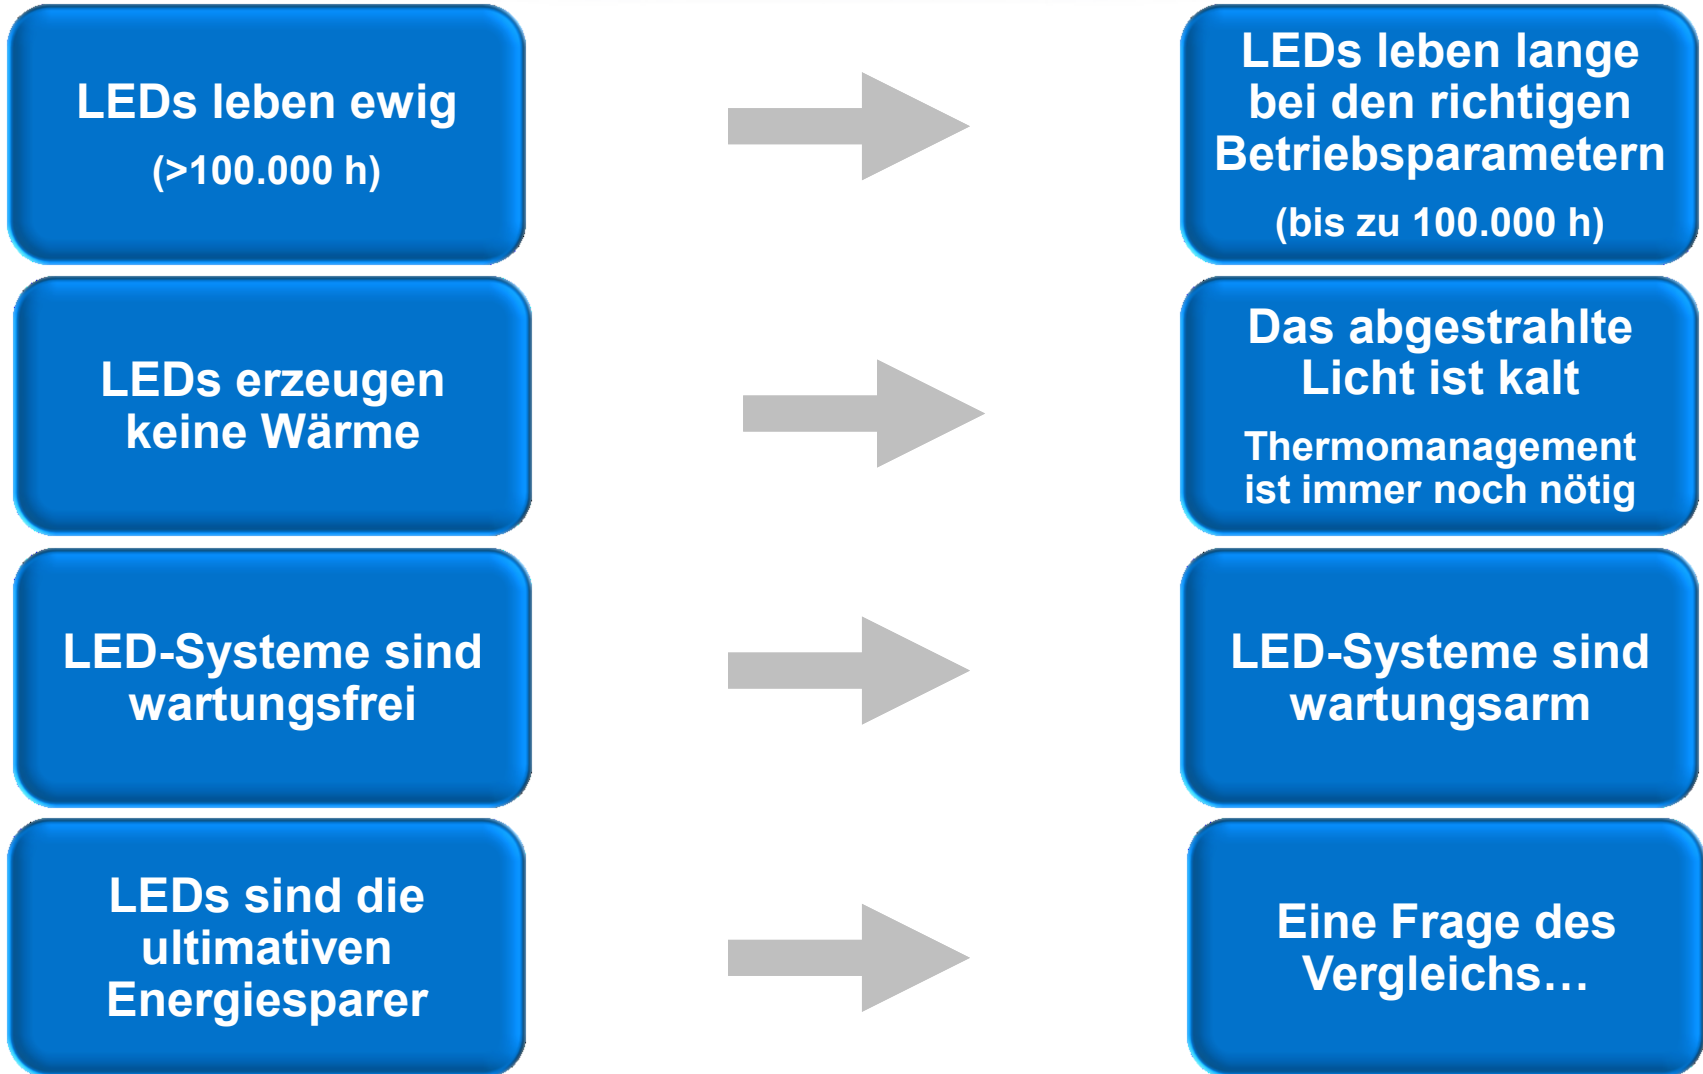 LEDs leben ewig
(>100.000 h)
LEDs leben lange
bei den richtigen
Betriebsparametern
(bis zu 100.000 h)
LEDs erzeugen
keine Wärme
Das abgestrahlte
Licht ist kalt
Thermomanagement
ist immer noch nötig
LED-Systeme sind
wartungsfrei
LED-Systeme sind
wartungsarm
LEDs sind die
ultimativen
Energiesparer
Eine Frage des
Vergleichs…